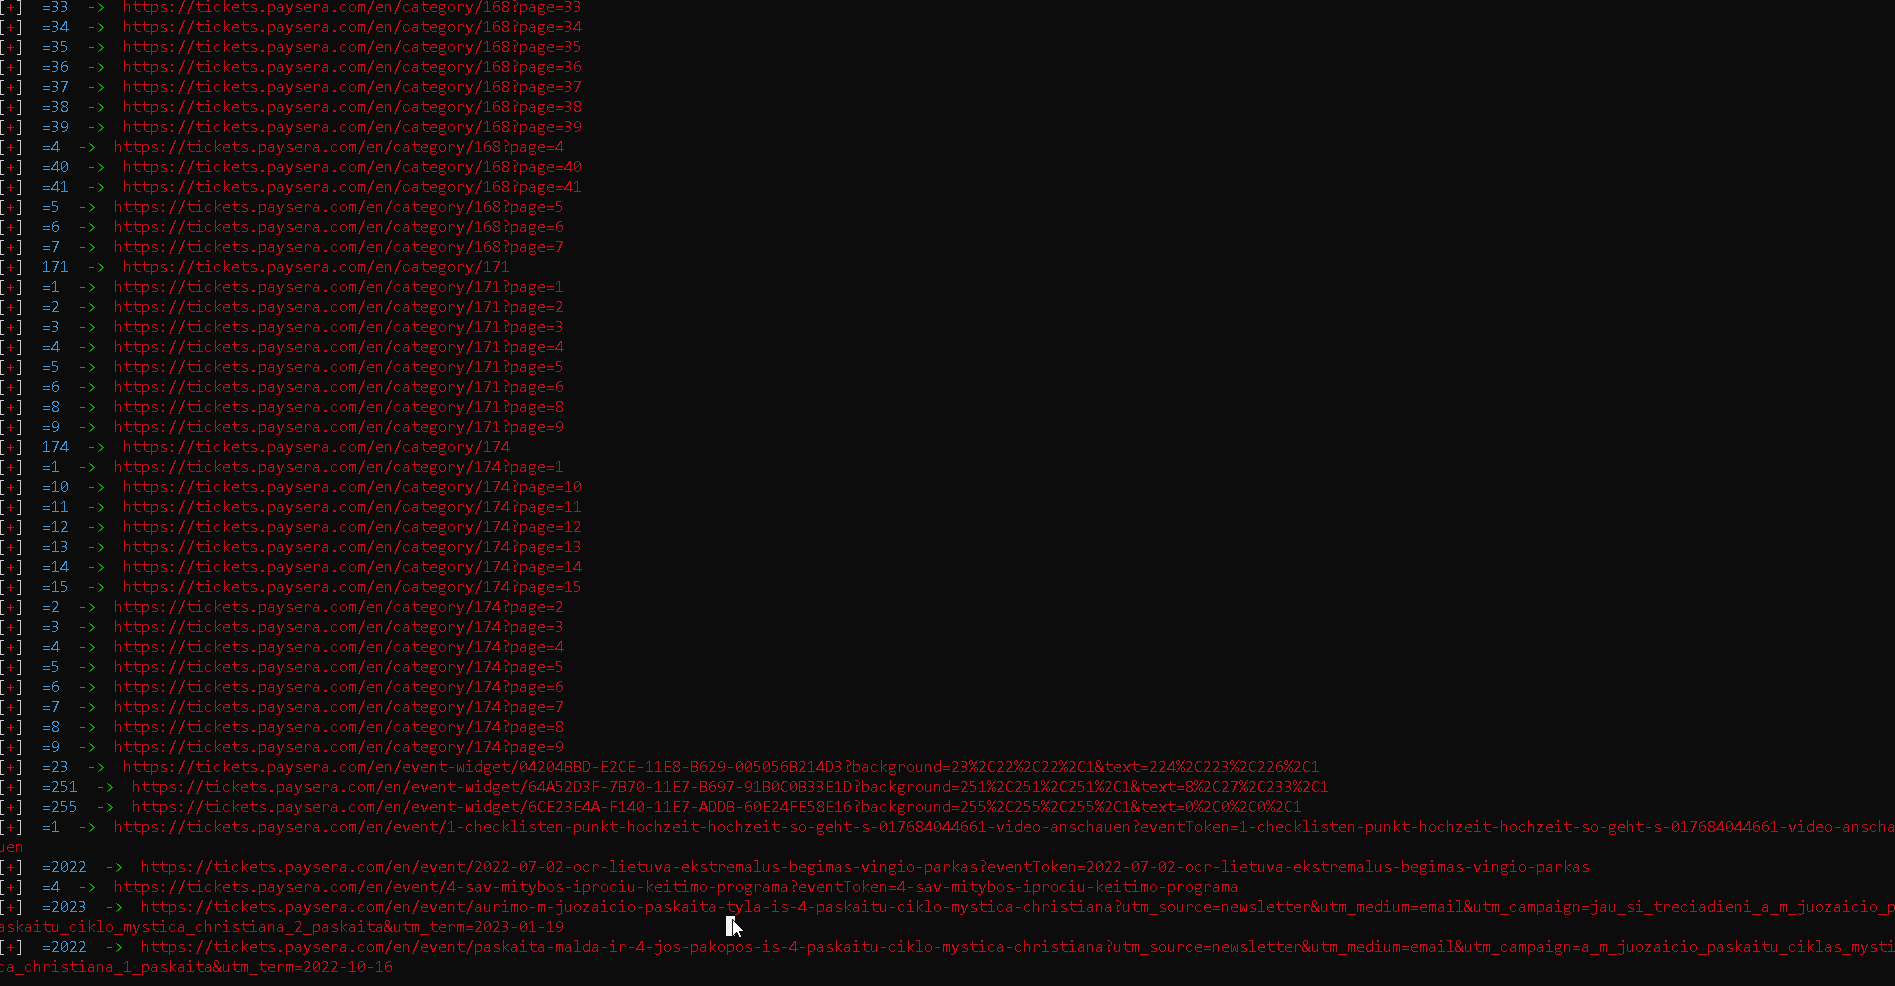 [+] =33 -> https://tickets.paysera.com/en/category/168?page=33
[+] =34 -> https://tickets.paysera.com/en/category/168?page=34
[+] =35 -> https://tickets.paysera.com/en/category/168?page=35
[+] =36 -> https://tickets.paysera.com/en/category/168?page=36
[+] =37 -> https://tickets.paysera.com/en/category/168?page=37
[+] =38 -> https://tickets.paysera.com/en/category/168?page=38
[+] =39 -> https://tickets.paysera.com/en/category/168?page=39
[+] =4 -> https://tickets.paysera.com/en/category/168?page=4
[+] =40 -> https://tickets.paysera.com/en/category/168?page=40
[+] =41 -> https://tickets.paysera.com/en/category/168?page=41
[+] =5 -> https://tickets.paysera.com/en/category/168?page=5
[+] =6 -> https://tickets.paysera.com/en/category/168?page=6
[+] =7 -> https://tickets.paysera.com/en/category/168?page=7
[+] 171 -> https://tickets.paysera.com/en/category/171
[+] =1 -> https://tickets.paysera.com/en/category/171?page=1
[+] =2 -> https://tickets.paysera.com/en/category/171?page=2
[+] =3 -> https://tickets.paysera.com/en/category/171?page=3
[+] =4 -> https://tickets.paysera.com/en/category/171?page=4
[+] =5 -> https://tickets.paysera.com/en/category/171?page=5
[+] =6 -> https://tickets.paysera.com/en/category/171?page=6
[+] =8 -> https://tickets.paysera.com/en/category/171?page=8
[+] =9 -> https://tickets.paysera.com/en/category/171?page=9
[+] 174 -> https://tickets.paysera.com/en/category/174
[+] =1 -> https://tickets.paysera.com/en/category/174?page=1
[+] =10 -> https://tickets.paysera.com/en/category/174?page=10
[+] =11 -> https://tickets.paysera.com/en/category/174?page=11
[+] =12 -> https://tickets.paysera.com/en/category/174?page=12
[+] =13 -> https://tickets.paysera.com/en/category/174?page=13
[+] =14 -> https://tickets.paysera.com/en/category/174?page=14
[+] =15 -> https://tickets.paysera.com/en/category/174?page=15
[+] =2 -> https://tickets.paysera.com/en/category/174?page=2
[+] =3 -> https://tickets.paysera.com/en/category/174?page=3
[+] =4 -> https://tickets.paysera.com/en/category/174?page=4
[+] =5 -> https://tickets.paysera.com/en/category/174?page=5
[+] =6 -> https://tickets.paysera.com/en/category/174?page=6
[+] =7 -> https://tickets.paysera.com/en/category/174?page=7
[+] =8 -> https://tickets.paysera.com/en/category/174?page=8
[+] =9 -> https://tickets.paysera.com/en/category/174?page=9
[+] =23 -> https://tickets.paysera.com/en/event-widget/04204BBD-E2CE-11E8-B629-005056B214D3?background=23%2C22%2C22%2C1&text=224%2C223%2C226%2C1
[+] =251 -> https://tickets.paysera.com/en/event-widget/64A52D3F-7B70-11E7-B697-91B0C0B33E1D?background=251%2C251%2C251%2C1&text=8%2C27%2C233%2C1
[+] =255 -> https://tickets.paysera.com/en/event-widget/6CE23E4A-F140-11E7-ADDB-60E24FE58E16?background=255%2C255%2C255%2C1&text=0%2C0%2C0%2C1
[+] =1 -> https://tickets.paysera.com/en/event/1-checklisten-punkt-hochzeit-hochzeit-so-geht-s-017684044661-video-anschauen?eventToken=1-checklisten-punkt-hochzeit-hochzeit-so-geht-s-017684044661-video-anscha
uen
[+] =2022 -> https://tickets.paysera.com/en/event/2022-07-02-ocr-lietuva-ekstremalus-begimas-vingio-parkas?eventToken=2022-07-02-ocr-lietuva-ekstremalus-begimas-vingio-parkas
[+] =4 -> https://tickets.paysera.com/en/event/4-sav-mitybos-iprociu-keitimo-programa?eventToken=4-sav-mitybos-iprociu-keitimo-programa
[+] =2023 -> https://tickets.paysera.com/en/event/aurimo-m-juozaicio-paskaita-tyla-is-4-paskaitu-ciklo-mystica-christiana?utm_source=newsletter&utm_medium=email&utm_campaign=jau_si_treciadieni_a_m_juozaicio_p
askaitu_ciklo_mystica_christiana_2_paskaita&utm_term=2023-01-19
[+] =2022 -> https://tickets.paysera.com/en/event/paskaita-malda-ir-4-jos-pakopos-is-4-paskaitu-ciklo-mystica-christiana?utm_source=newsletter&utm_medium=email&utm_campaign=a_m_juozaicio_paskaitu_ciklas_mysti
ca_christiana_1_paskaita&utm_term=2022-10-16